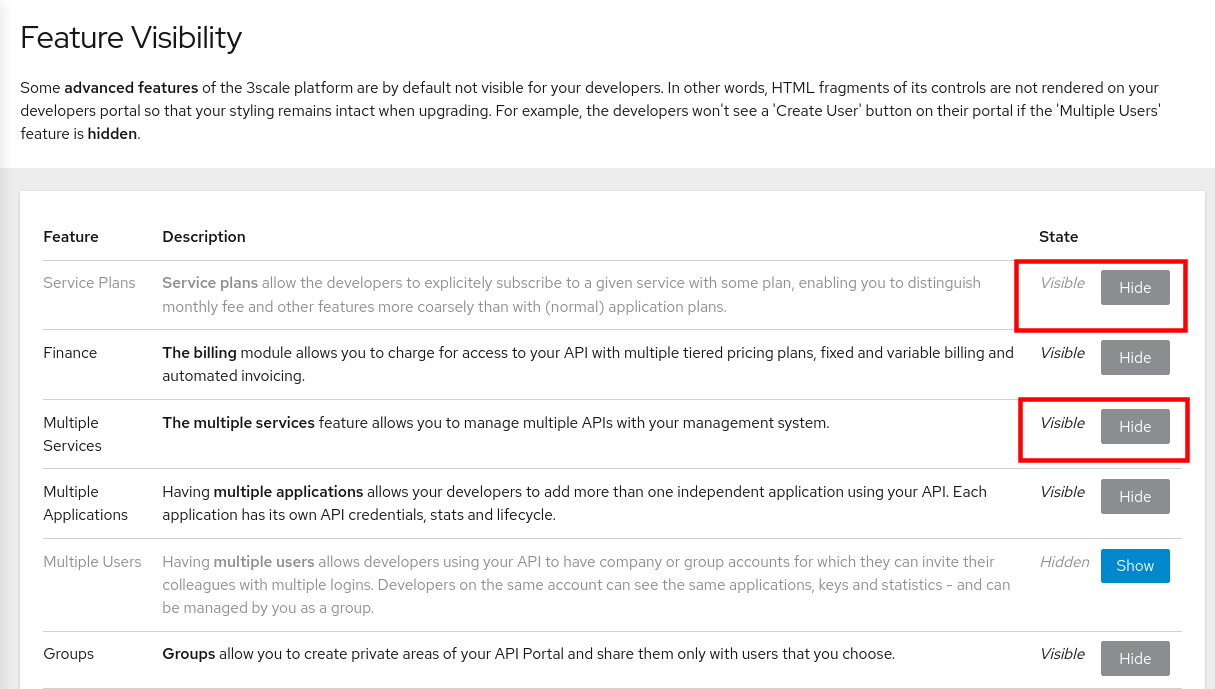 Feature Visibility
Some advanced features of the 3scale platform are by default not visible for your developers. In other words, HTML fragments of its controls are not rendered on your
developers portal so that your styling remains intact when upgrading. For example, the developers won't see a 'Create User' button on their portal if the 'Multiple Users'
feature is hidden.
Feature Description State
Service Plans Service plans allow the developers to explicitely subscribe to a given service with some plan, enabling you to distinguish Visible Hide
monthly fee and other features more coarsely than with (normal) application plans.
Finance The billing module allows you to charge for access to your API with multiple tiered pricing plans, fixed and variable billing and Visible Hide
automated invoicing.
Multiple The multiple services feature allows you to manage multiple APIs with your management system. Visible Hide
Services
Multiple Having multiple applications allows your developers to add more than one independent application using your API. Each Visible Hide
Applications application has its own API credentials, stats and lifecycle.
Multiple Users Having multiple users allows developers using your API to have company or group accounts for which they can invite their Hidden Show
colleagues with multiple logins. Developers on the same account can see the same applications, keys and statistics - and can
be managed by you as a group.
Groups Groups allow you to create private areas of your API Portal and share them only with users that you choose. Visible Hide